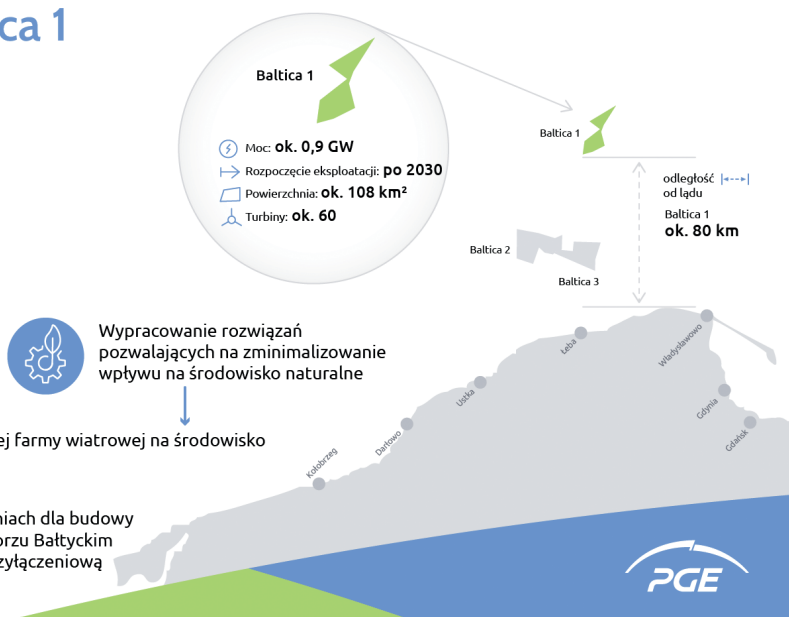 ca 1
Baltica 1
Moc: ok. 0,9 GW
Rozpoczęcie eksploatacji: po 2030
Powierzchnia: ok. 108 km²
Turbiny: ok. 60
Baltica 1
odległość
od lądu
Baltica 1
ok. 80 km
Baltica 2
Baltica 3
Wypracowanie rozwiązań
pozwalających na zminimalizowanie
wpływu na środowisko naturalne
ej farmy wiatrowej na środowisko
niach dla budowy
orzu Bałtyckim
zyłączeniową
Kołobrzeg
Darłowo
Ustka
Łeba
Władysławowo
Gdynia
Gdańsk
PGE